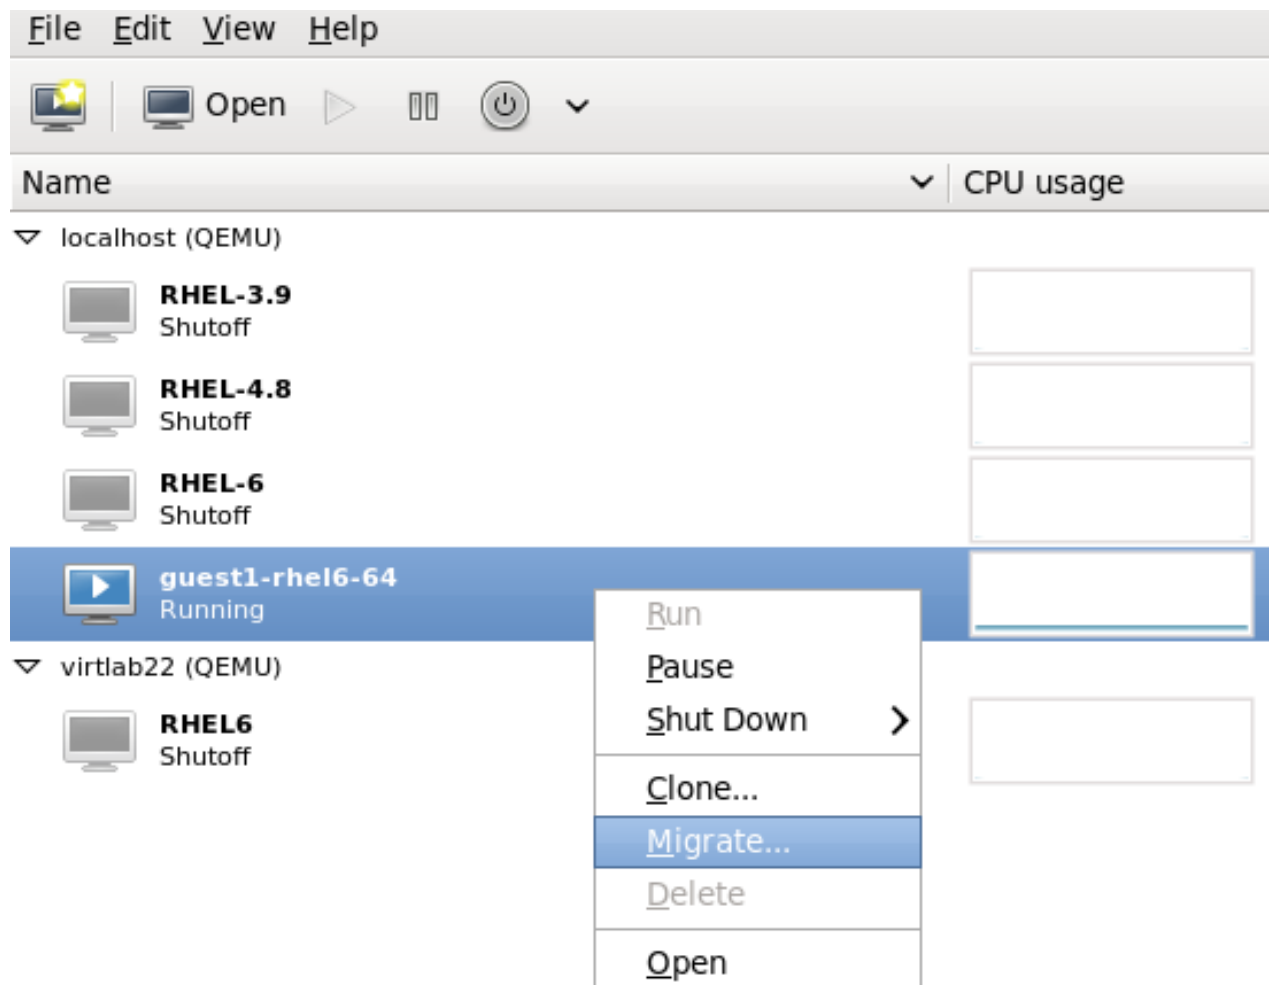 File Edit View Help
Open
Name CPU usage
localhost (QEMU)
RHEL-3.9
Shutoff
RHEL-4.8
Shutoff
RHEL-6
Shutoff
guest1-rhel6-64
Running
Run
Pause
Shut Down
Clone...
Migrate...
Delete
Open
virtlab22 (QEMU)
RHEL6
Shutoff